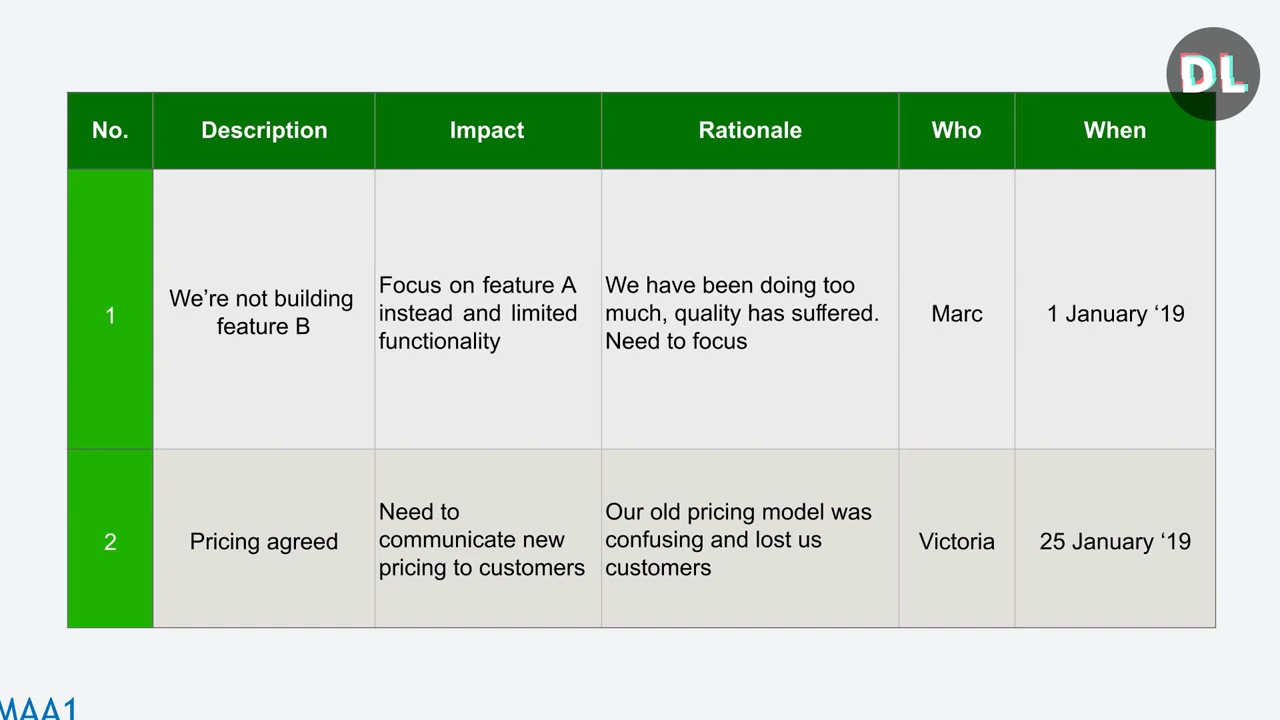 DL
No. Description Impact Rationale Who When
1
We’re not building
feature B
Focus on feature A
instead and limited
functionality
We have been doing too
much, quality has suffered.
Need to focus
Marc
1 January ‘19
2
Pricing agreed
Need to
communicate new
pricing to customers
Our old pricing model was
confusing and lost us
customers
Victoria
25 January ‘19
MAA1